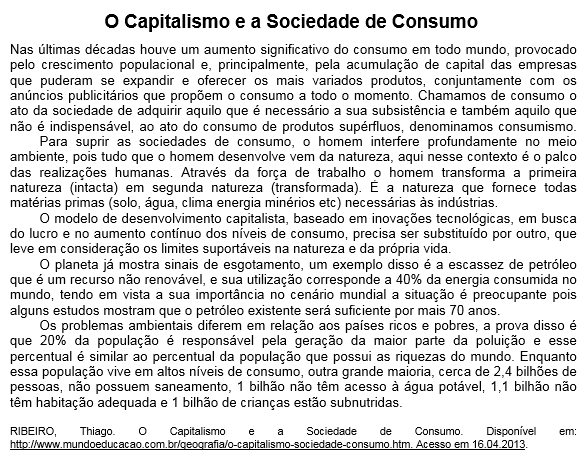 O Capitalismo e a Sociedade de Consumo
Nas últimas décadas houve um aumento significativo do consumo em todo mundo, provocado
pelo crescimento populacional e, principalmente, pela acumulação de capital das empresas
que puderam se expandir e oferecer os mais variados produtos, conjuntamente com os
anúncios publicitários que propõem o consumo a todo o momento. Chamamos de consumo o
ato da sociedade de adquirir aquilo que é necessário a sua subsistência e também aquilo que
não é indispensável, ao ato do consumo de produtos supérfluos, denominamos consumismo.
Para suprir as sociedades de consumo, o homem interfere profundamente no meio
ambiente, pois tudo que o homem desenvolve vem da natureza, aqui nesse contexto é o palco
das realizações humanas. Através da força de trabalho o homem transforma a primeira
natureza (intacta) em segunda natureza (transformada). É a natureza que fornece todas
matérias primas (solo, água, clima energia minérios etc) necessárias às indústrias.
O modelo de desenvolvimento capitalista, baseado em inovações tecnológicas, em busca
do lucro e no aumento contínuo dos níveis de consumo, precisa ser substituído por outro, que
leve em consideração os limites suportáveis na natureza e da própria vida.
O planeta já mostra sinais de esgotamento, um exemplo disso é a escassez de petróleo
que é um recurso não renovável, e sua utilização corresponde a 40% da energia consumida no
mundo, tendo em vista a sua importância no cenário mundial a situação é preocupante pois
alguns estudos mostram que o petróleo existente será suficiente por mais 70 anos.
Os problemas ambientais diferem em relação aos países ricos e pobres, a prova disso é
que 20% da população é responsável pela geração da maior parte da poluição e esse
percentual é similar ao percentual da população que possui as riquezas do mundo. Enquanto
essa população vive em altos níveis de consumo, outra grande maioria, cerca de 2,4 bilhões de
pessoas, não possuem saneamento, 1 bilhão não têm acesso à água potável, 1,1 bilhão não
têm habitação adequada e 1 bilhão de crianças estão subnutridas.
RIBEIRO, Thiago. O Capitalismo e a Sociedade de Consumo. Disponível em:
http://www.mundoeducacao.com.br/geografia/o-capitalismo-sociedade-consumo.htm. Acesso em 16.04.2013.